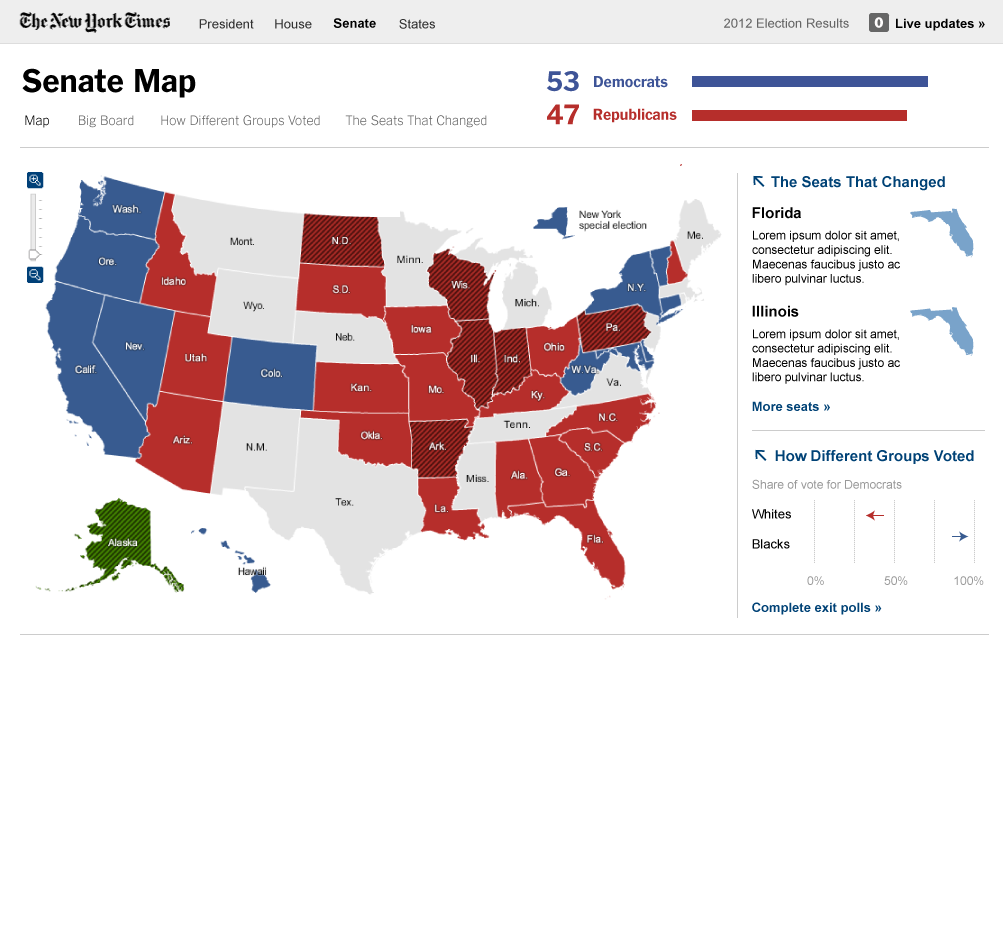 The New York Times
President House Senate States
2012 Election Results 0 Live updates »
Senate Map
53 Democrats
47 Republicans
Map Big Board How Different Groups Voted The Seats That Changed
Wash.
Ore.
Idaho
Mont.
Wyo.
N.D.
S.D.
Neb.
Minn.
Iowa
Wis.
Mich.
New York
special election
Me.
N.Y.
Pa.
Calif.
Nev.
Utah
Colo.
Kan.
Mo.
Ill.
Ind.
Ohio
W.Va.
Va.
Ky.
Ariz.
N.M.
Okla.
Ark.
Tenn.
N.C.
S.C.
Tex.
La.
Miss.
Ala.
Ga.
Fla.
Alaska
Hawaii
The Seats That Changed
Florida
Lorem ipsum dolor sit amet,
consectetur adipiscing elit.
Maecenas faucibus justo ac
libero pulvinar luctus.
Illinois
Lorem ipsum dolor sit amet,
consectetur adipiscing elit.
Maecenas faucibus justo ac
libero pulvinar luctus.
More seats »
How Different Groups Voted
Share of vote for Democrats
Whites
Blacks
0% 50% 100%
Complete exit polls »